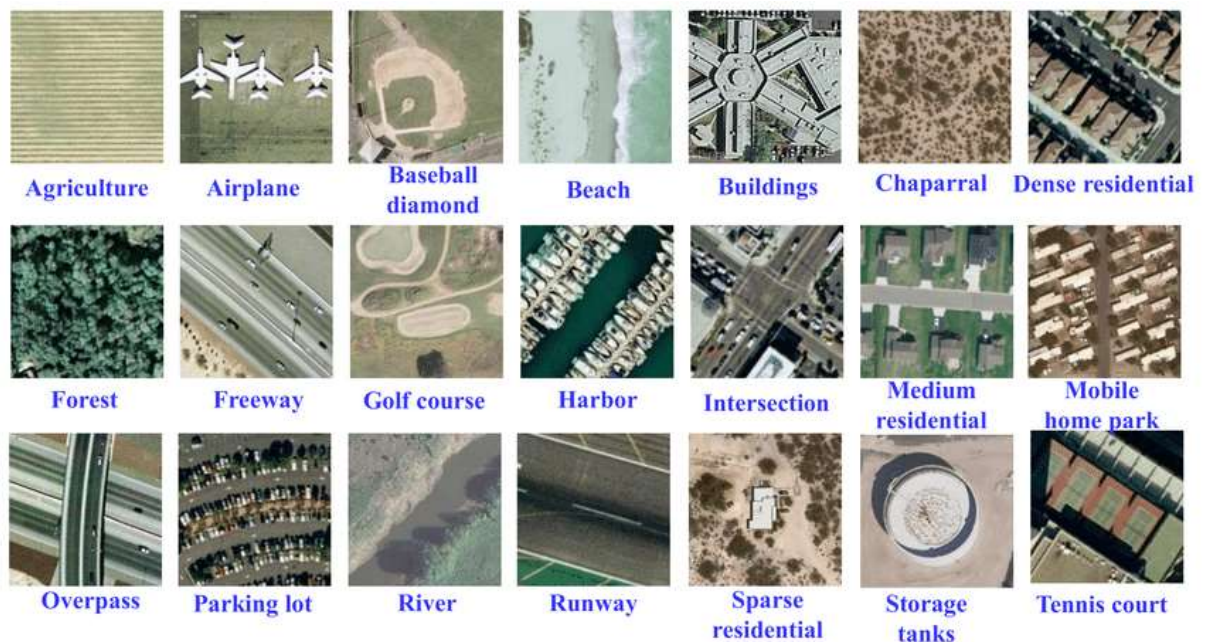 Agriculture
Airplane
Baseball
diamond
Beach
Buildings
Chaparral
Dense residential
Forest
Freeway
Golf course
Harbor
Intersection
Medium
residential
Mobile
home park
Overpass
Parking lot
River
Runway
Sparse
residential
Storage
tanks
Tennis court